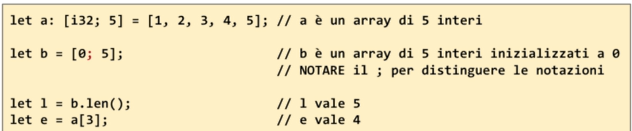 let a: [i32; 5] = [1, 2, 3, 4, 5]; // a è un array di 5 interi
let b = [0; 5]; // b è un array di 5 interi inizializzati a 0
// NOTARE il ; per distinguere le notazioni
let l = b.len(); // l vale 5
let e = a[3]; // e vale 4